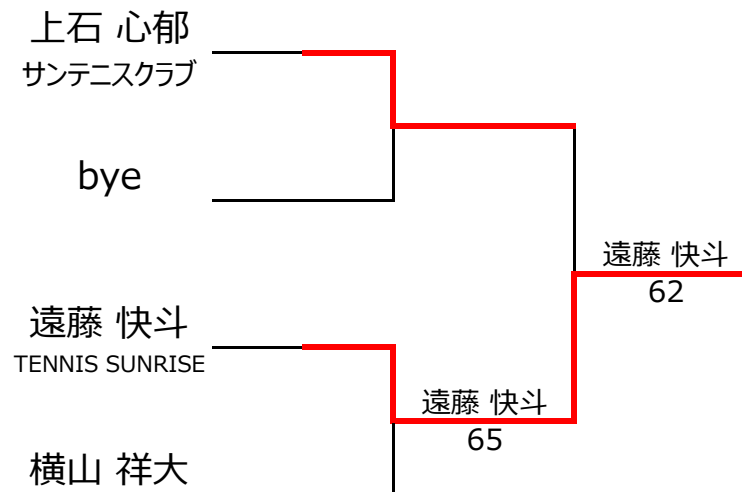 上石 心郁
サンテニスクラブ
bye
遠藤 快斗
62
遠藤 快斗
TENNIS SUNRISE
遠藤 快斗
65
横山 祥大